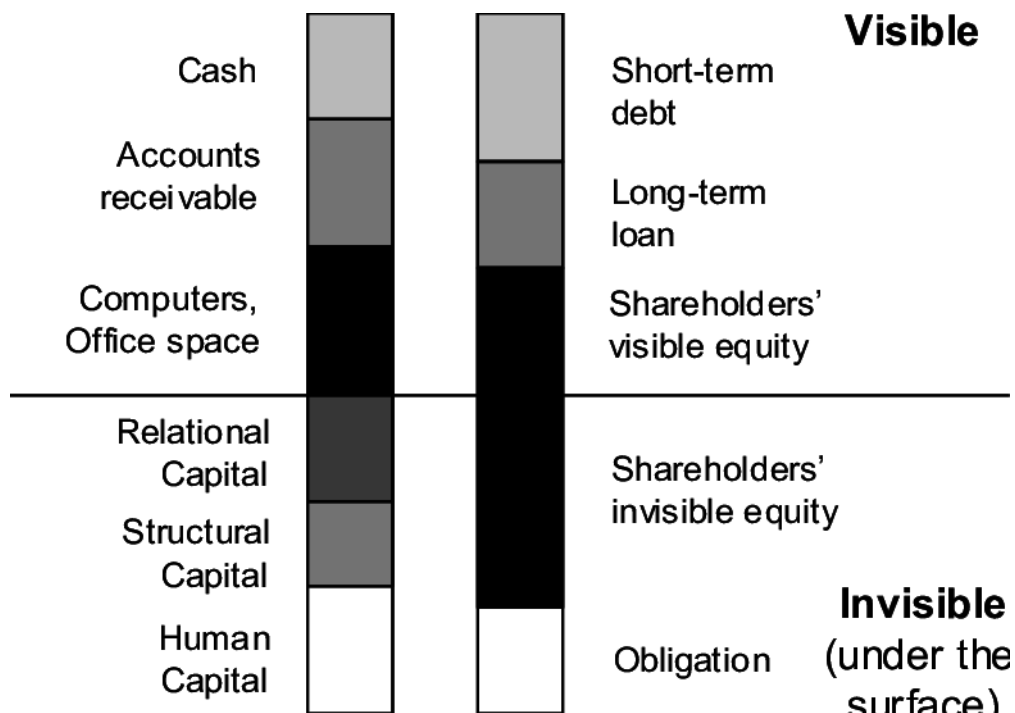 Visible
Cash
Short-term
debt
Accounts
receivable
Long-term
loan
Computers,
Office space
Shareholders’
visible equity
Relational
Capital
Shareholders’
invisible equity
Structural
Capital
Invisible
(under the
surface)
Human
Capital
Obligation